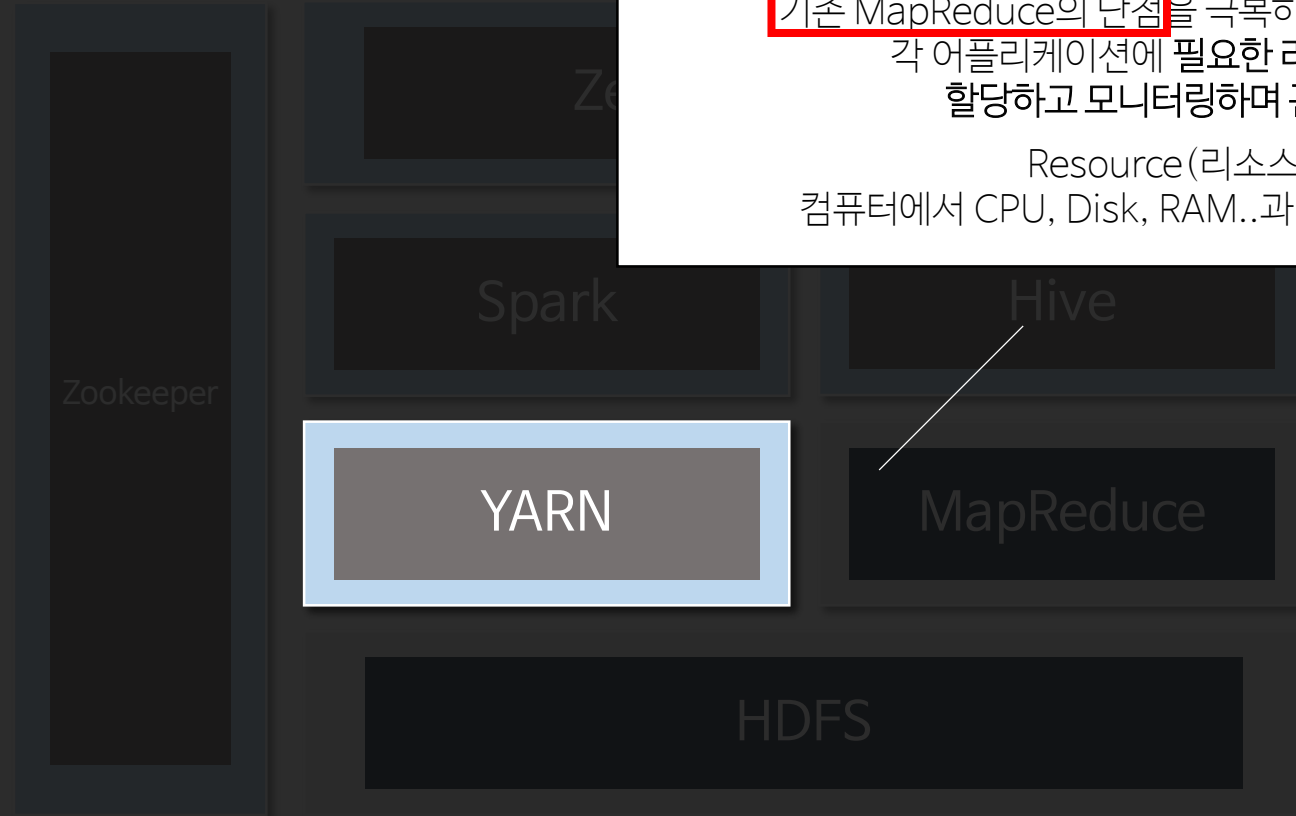 기존 MapReduce의 단점을 극복하
각 어플리케이션에 필요한
할당하고 모니터링하며
Resource(리소스
컴퓨터에서 CPU, Disk, RAM..과
Spark
Hive
Zookeeper
YARN
MapReduce
HDFS